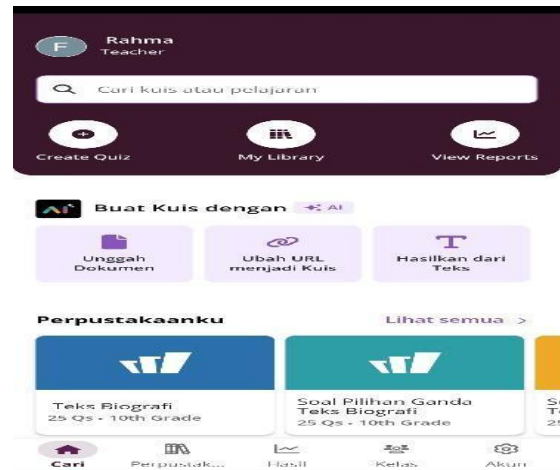 F
Rahma
Teacher
Cari kuis atau pelajaran
Create Quiz
My Library
View Reports
AI
Buat Kuis dengan AI
Unggah
Dokumen
Ubah URL
menjadi Kuis
T
Hasilkan dari
Teks
Perpustakaanku
Lihat semua >
Teks Biografi
25 Qs - 10th Grade
Soal Pilihan Ganda
Teks Biografi
25 Qs - 10th Grade
Cari
Perpustak...
Hasil
Kelas
Akun